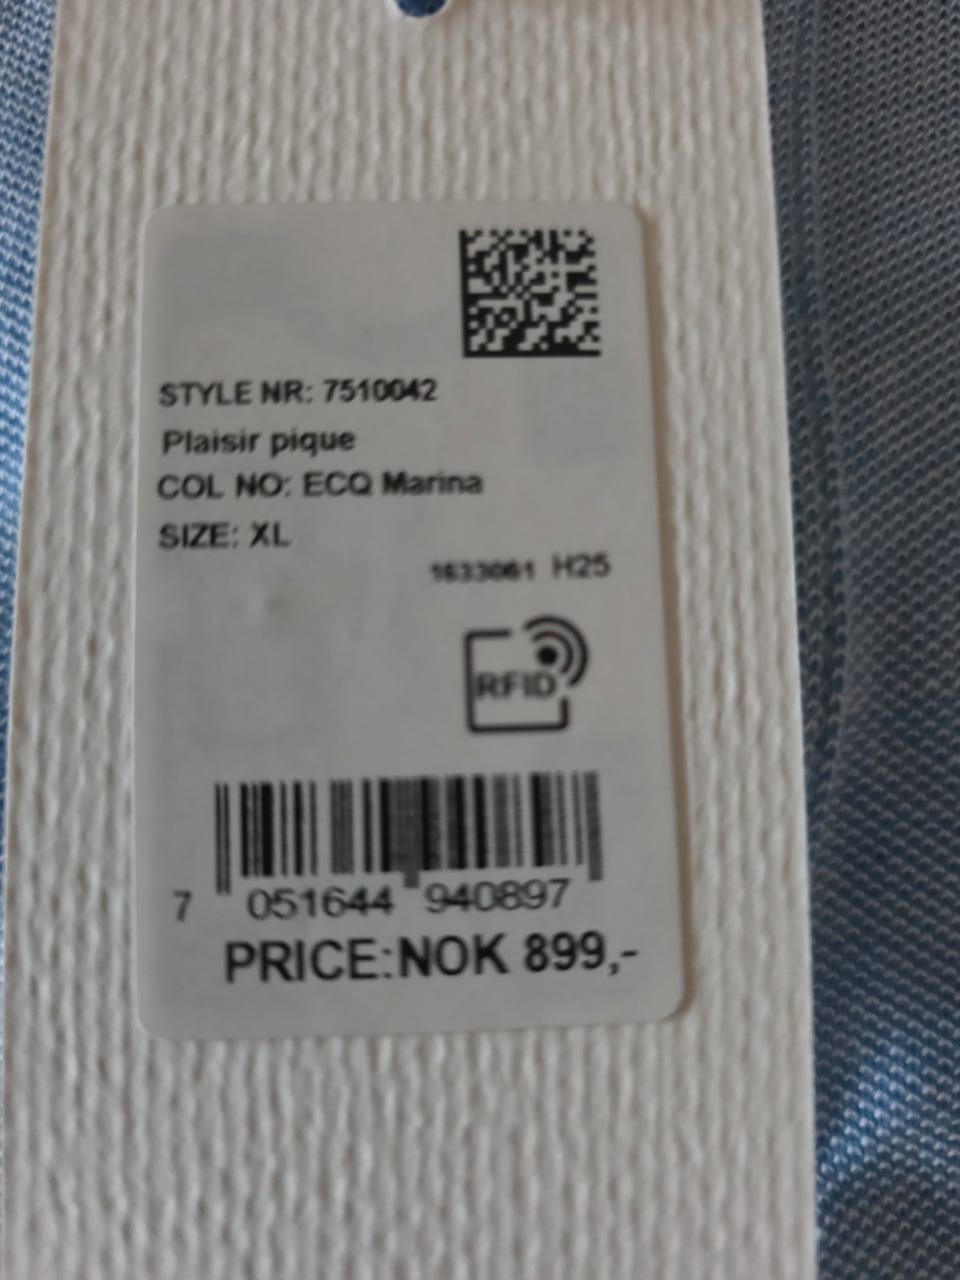 STYLE NR: 7510042
Plaisir pique
COL NO: ECQ Marina
SIZE: XL
1633061 H25
RFID
7 051644 940897
PRICE:NOK 899,-